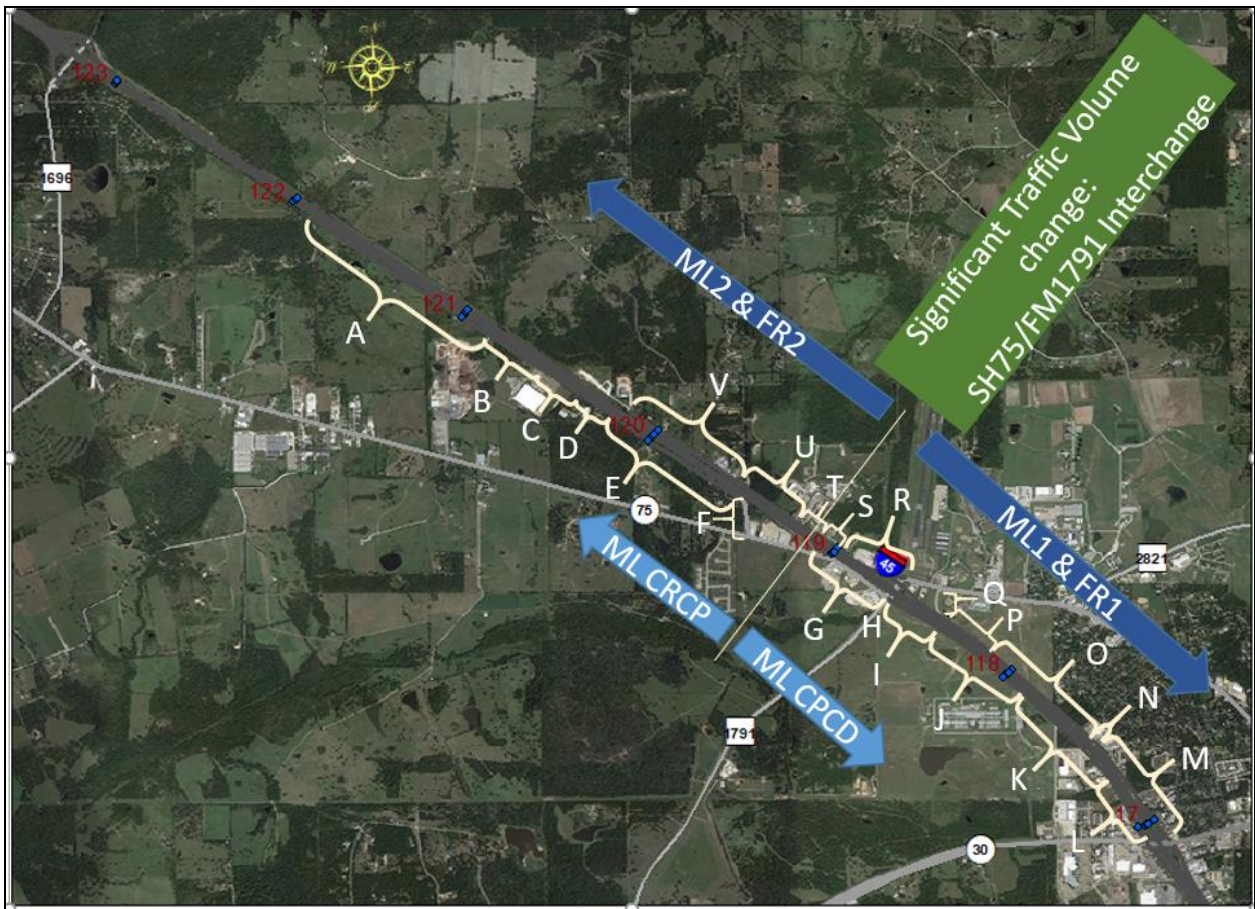 123
1696
122
Significant Traffic Volume
change:
SH75/FM1791 Interchange
ML2 & FR2
121
A
B
C
D
V
120
E
75
F
U
T
S
R
119
45
2821
ML CRCP
ML1 & FR1
G
H
Q
P
I
118
O
ML CPCD
J
N
1791
K
M
17
L
30